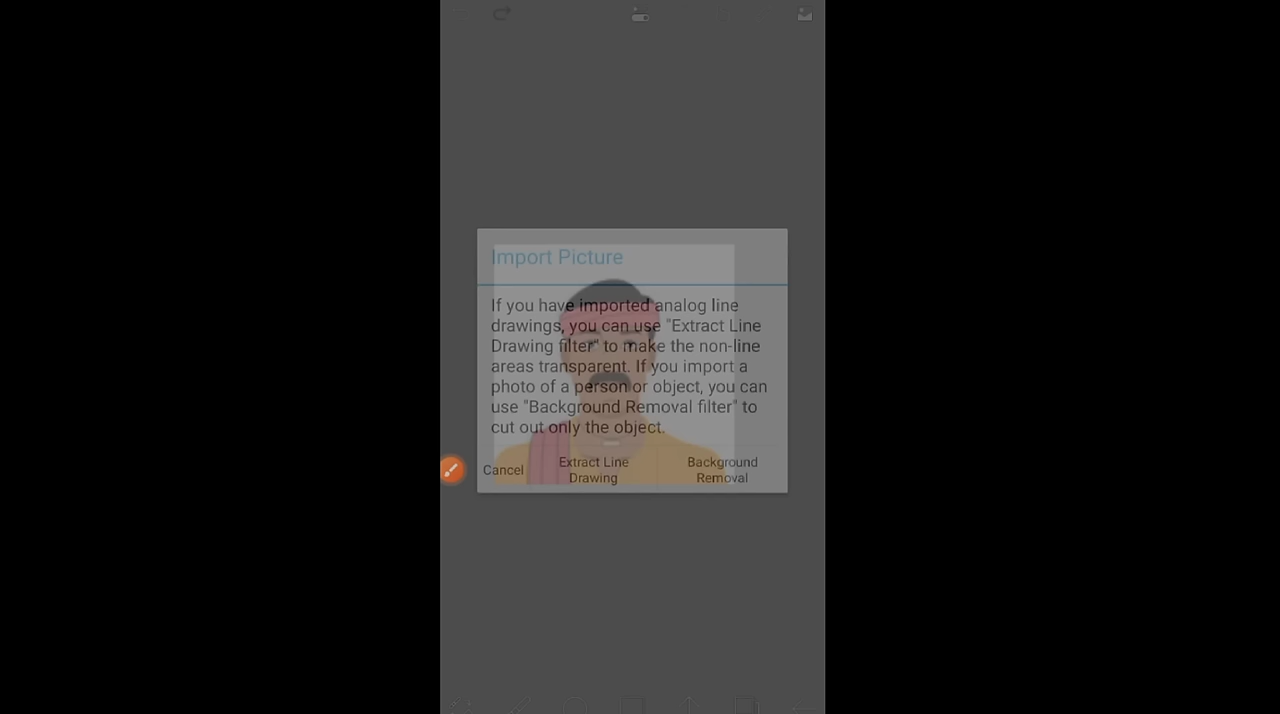 Import Picture
If you have imported analog line
drawings, you can use "Extract Line
Drawing filter" to make the non-line
areas transparent. If you import a
photo of a person or object, you can
use "Background Removal filter" to
cut out only the object.
Cancel
Extract Line
Drawing
Background
Removal